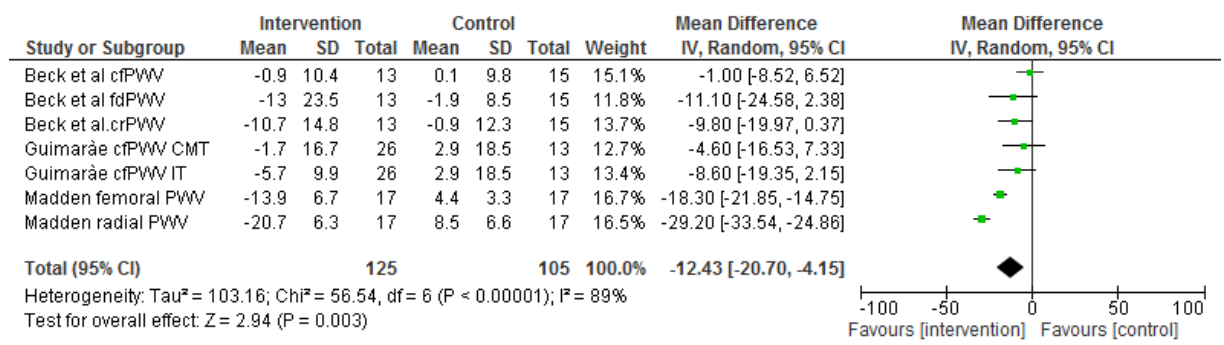 Intervention Control Mean Difference Mean Difference
Study or Subgroup Mean SD Total Mean SD Total Weight IV, Random, 95% CI IV, Random, 95% CI
Beck et al cfPWV -0.9 10.4 13 0.1 9.8 15 15.1% -1.00 [-8.52, 6.52]
Beck et al fdPWV -13 23.5 13 -1.9 8.5 15 11.8% -11.10 [-24.58, 2.38]
Beck et al.crPWV -10.7 14.8 13 -0.9 12.3 15 13.7% -9.80 [-19.97, 0.37]
Guimaràe cfPWV CMT -1.7 16.7 26 2.9 18.5 13 12.7% -4.60 [-16.53, 7.33]
Guimaràe cfPWV IT -5.7 9.9 26 2.9 18.5 13 13.4% -8.60 [-19.35, 2.15]
Madden femoral PWV -13.9 6.7 17 4.4 3.3 17 16.7% -18.30 [-21.85, -14.75]
Madden radial PWV -20.7 6.3 17 8.5 6.6 17 16.5% -29.20 [-33.54, -24.86]
Total (95% CI) 125 105 100.0% -12.43 [-20.70, -4.15]
Heterogeneity: Tau² = 103.16; Chi² = 56.54, df = 6 (P < 0.00001); I² = 89%
Test for overall effect: Z = 2.94 (P = 0.003)
-100 -50 0 50 100
Favours [intervention] Favours [control]